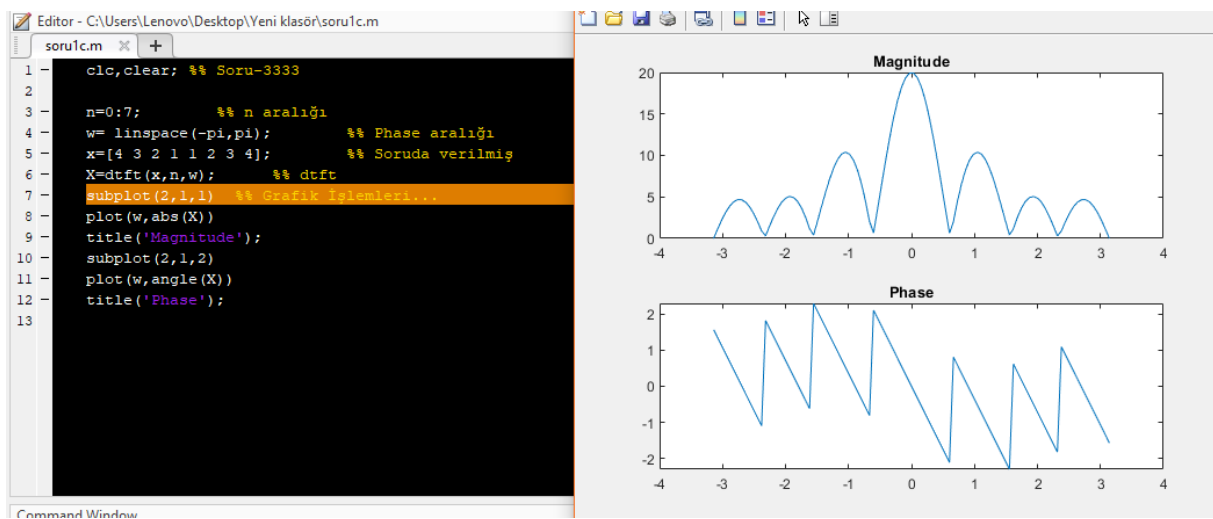 Editor - C:\Users\Lenovo\Desktop\Yeni klasör\soru1c.m
soru1c.m × +
1 - clc,clear; %% Soru-3333
2
3 - n=0:7; %% n aralığı
4 - w= linspace(-pi,pi); %% Phase aralığı
5 - x=[4 3 2 1 1 2 3 4]; %% Soruda verilmiş
6 - X=dtft(x,n,w); %% dtft
7 - subplot(2,1,1) %% Grafik İşlemleri...
8 - plot(w,abs(X))
9 - title('Magnitude');
10 - subplot(2,1,2)
11 - plot(w,angle(X))
12 - title('Phase');
13
Command Window
Magnitude
20
15
10
5
0
-4 -3 -2 -1 0 1 2 3 4
Phase
2
1
0
-1
-2
-4 -3 -2 -1 0 1 2 3 4